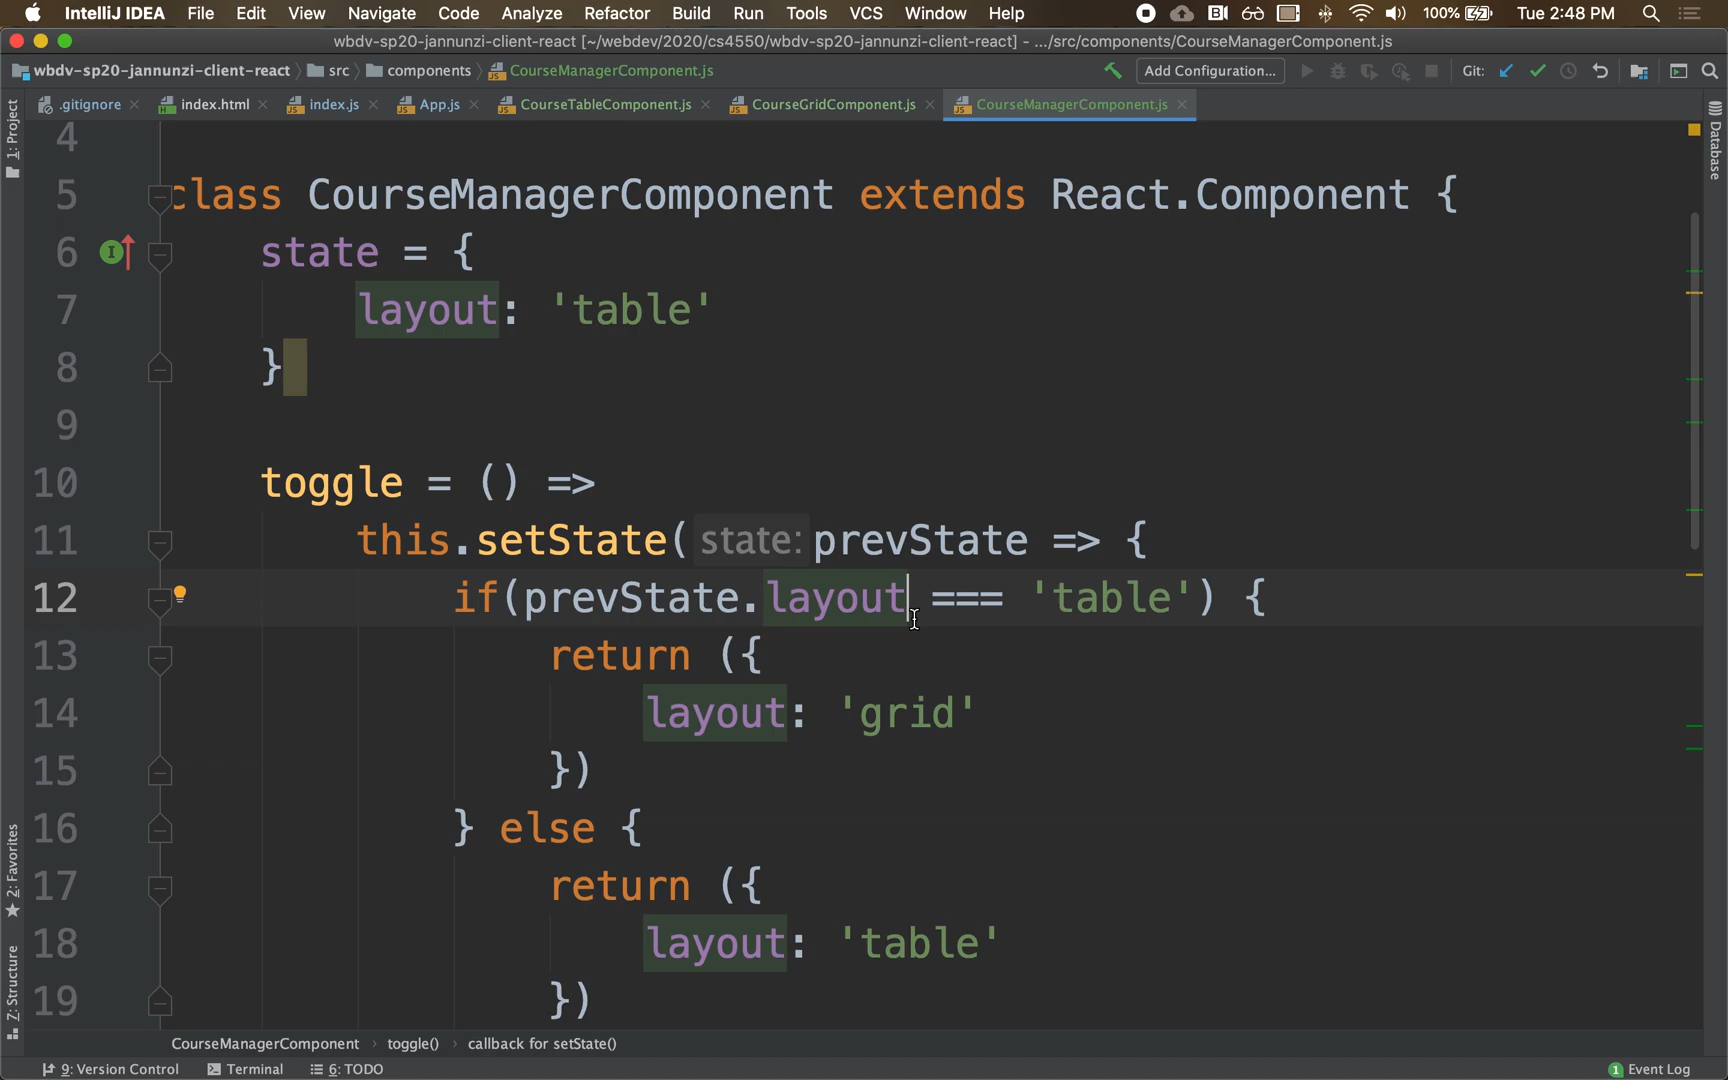 IntelliJ IDEA File Edit View Navigate Code Analyze Refactor Build Run Tools VCS Window Help 100% Tue 2:48 PM
wbdv-sp20-jannunzi-client-react [~/webdev/2020/cs4550/wbdv-sp20-jannunzi-client-react] - .../src/components/CourseManagerComponent.js
wbdv-sp20-jannunzi-client-react src components CourseManagerComponent.js Add Configuration... Git:
.gitignore index.html index.js App.js CourseTableComponent.js CourseGridComponent.js CourseManagerComponent.js
1: Project
Database
2: Favorites
Z: Structure
4
5 class CourseManagerComponent extends React.Component {
6 state = {
7 layout: 'table'
8 }
9
10 toggle = () =>
11 this.setState( state: prevState => {
12 if(prevState.layout === 'table') {
13 return ({
14 layout: 'grid'
15 })
16 } else {
17 return ({
18 layout: 'table'
19 })
CourseManagerComponent › toggle() › callback for setState()
9: Version Control Terminal 6: TODO 1 Event Log